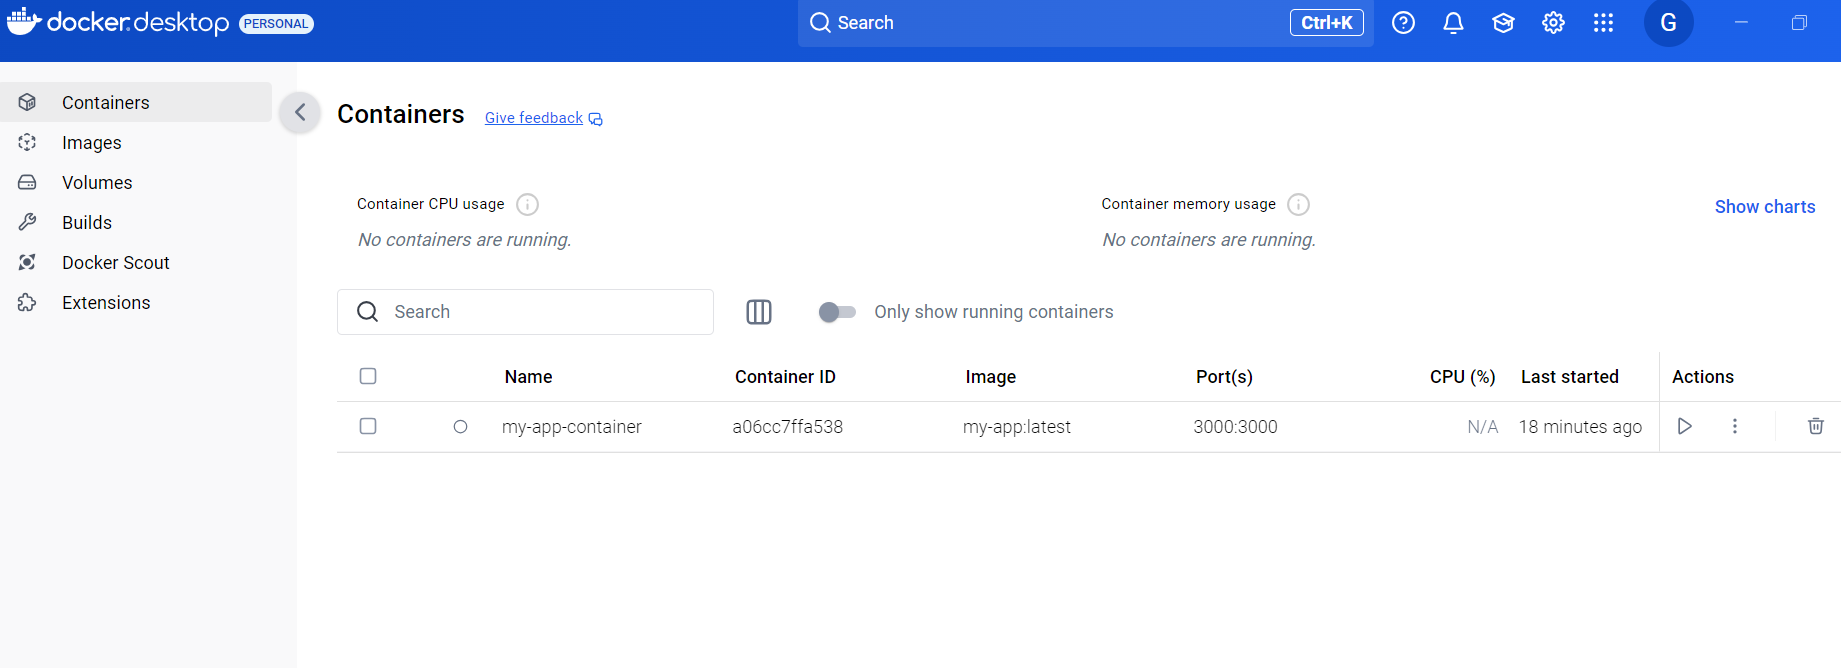 docker.desktop PERSONAL Search Ctrl+K G
Containers
Images
Volumes
Builds
Docker Scout
Extensions
Containers Give feedback
Container CPU usage Container memory usage Show charts
No containers are running. No containers are running.
Search Only show running containers
Name Container ID Image Port(s) CPU (%) Last started Actions
my-app-container a06cc7ffa538 my-app:latest 3000:3000 N/A 18 minutes ago